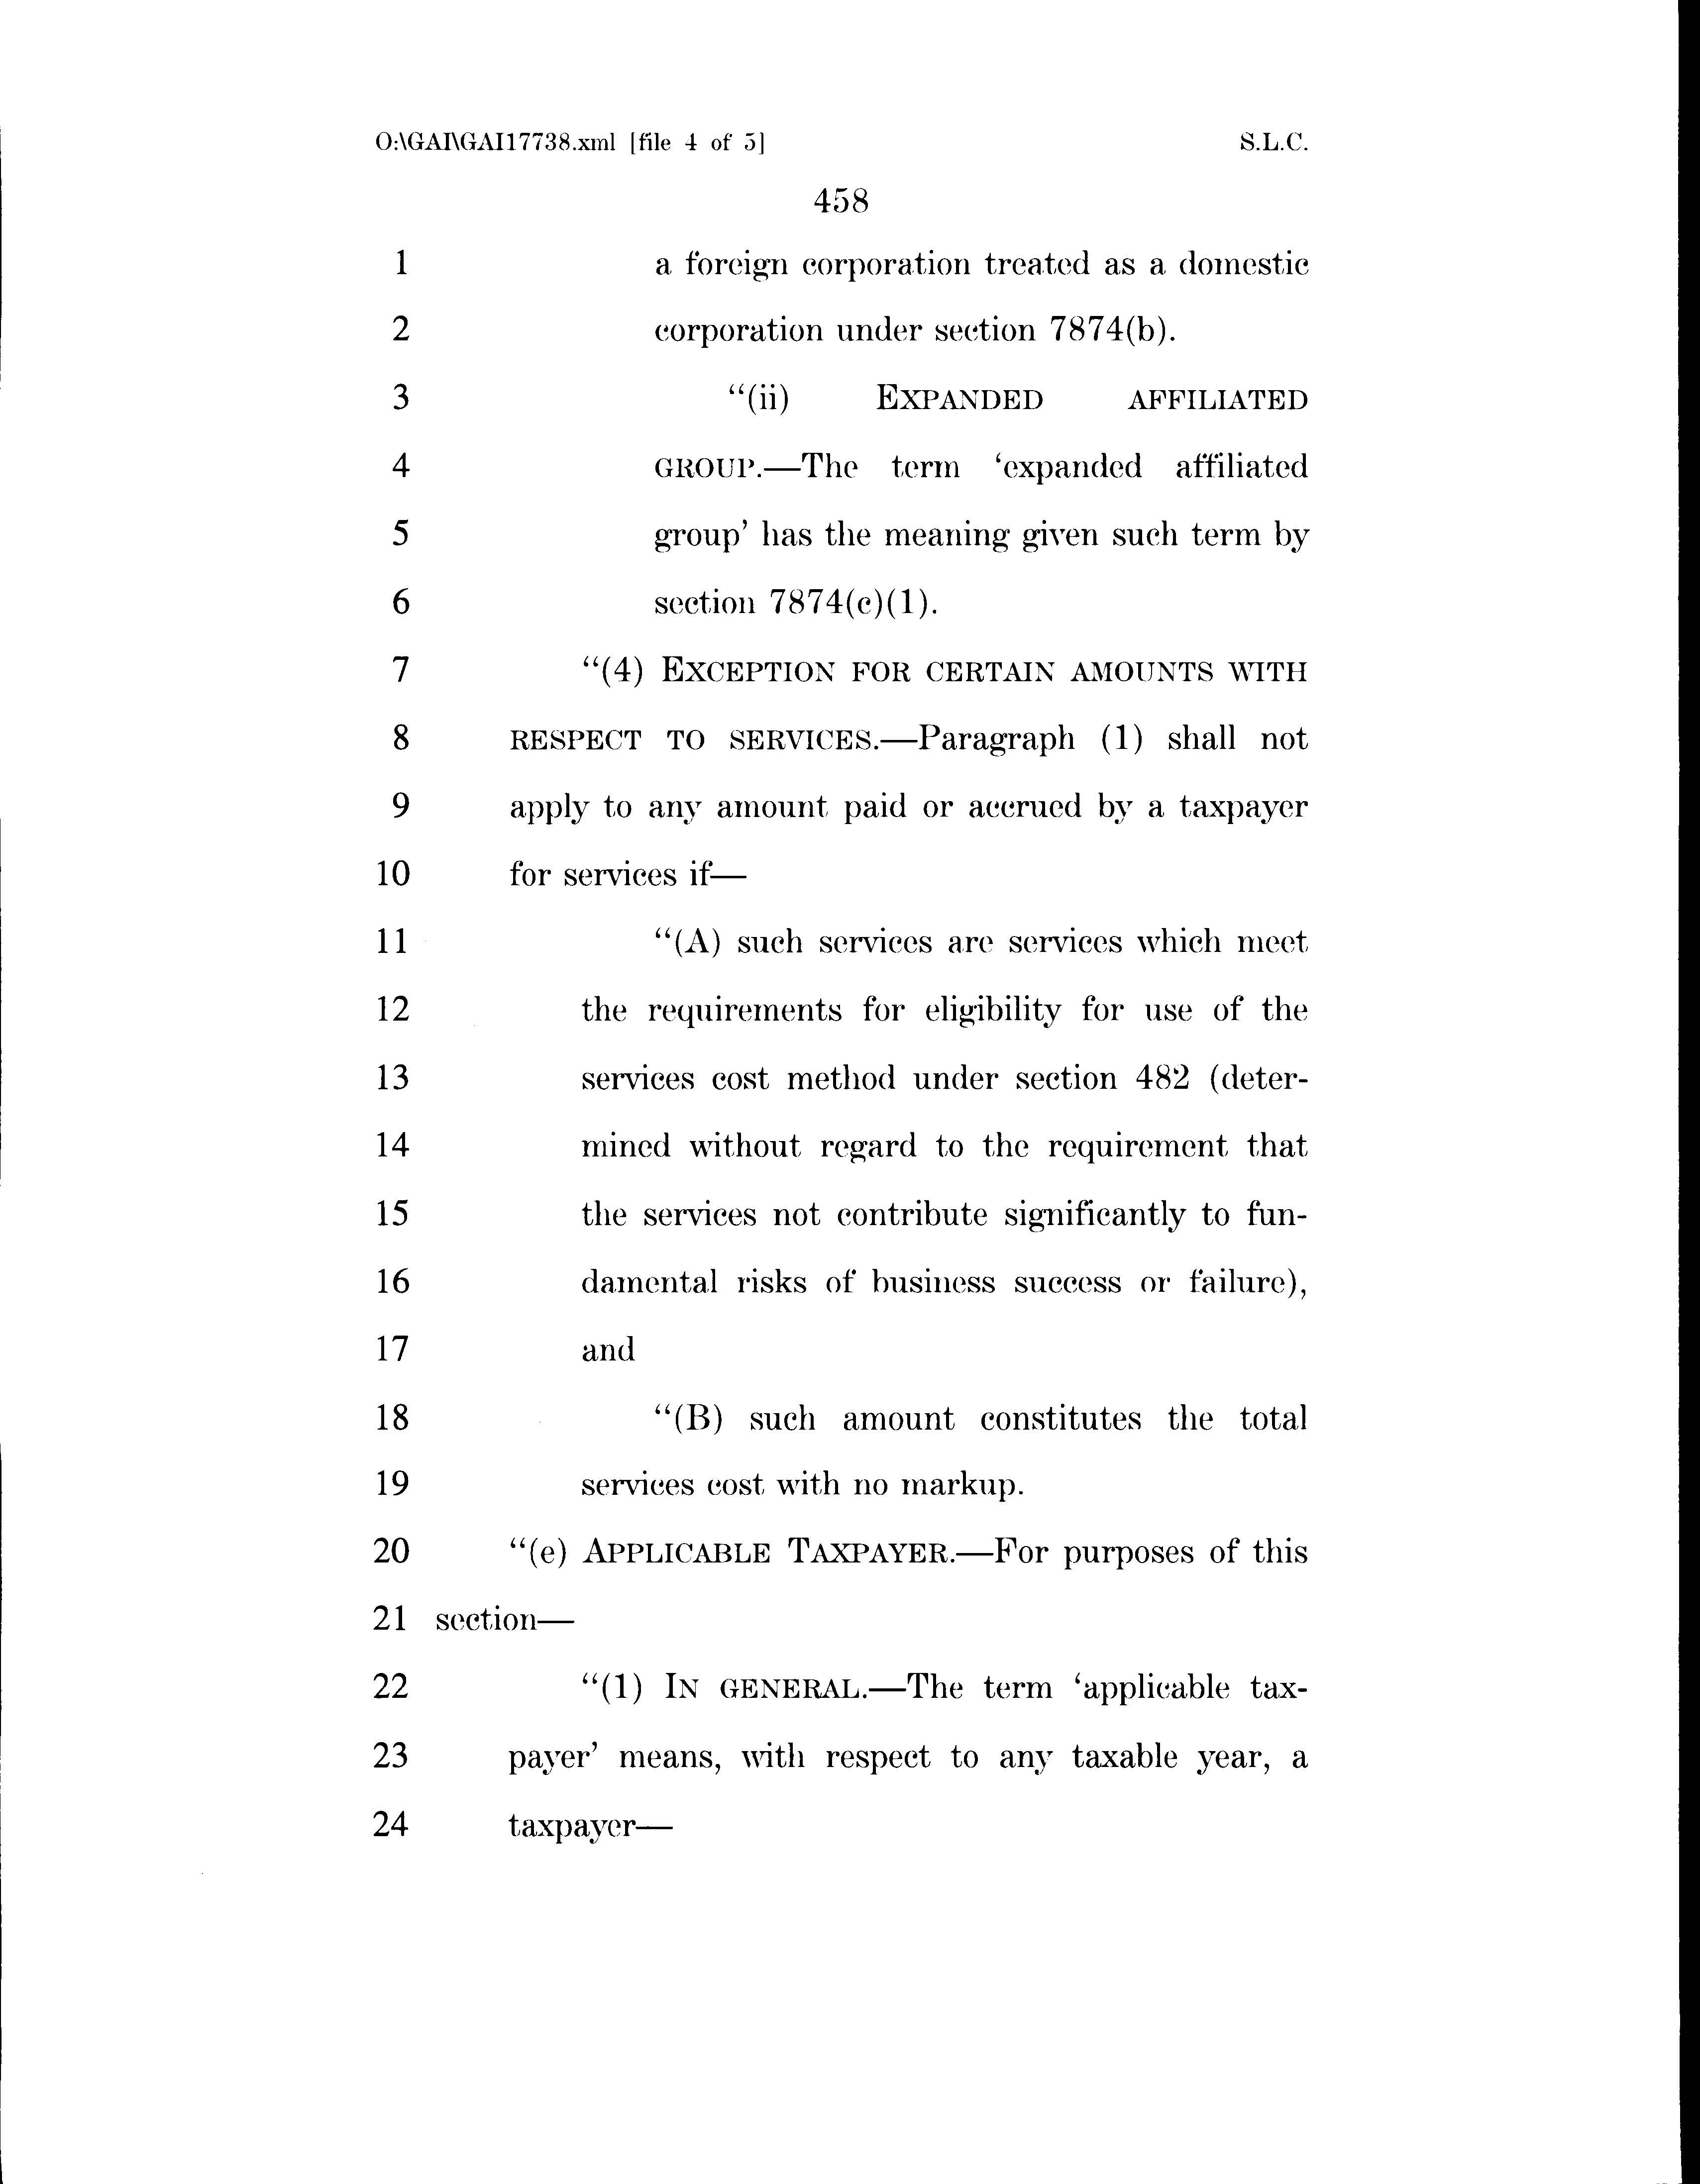 O:\GAI\GAI17738.xml [file 4 of 5] S.L.C.
458
1 a foreign corporation treated as a domestic
2 corporation under section 7874(b).
3 “(ii) EXPANDED AFFILIATED
4 GROUP.—The term ‘expanded affiliated
5 group’ has the meaning given such term by
6 section 7874(c)(1).
7 “(4) EXCEPTION FOR CERTAIN AMOUNTS WITH
8 RESPECT TO SERVICES.—Paragraph (1) shall not
9 apply to any amount paid or accrued by a taxpayer
10 for services if—
11 “(A) such services are services which meet
12 the requirements for eligibility for use of the
13 services cost method under section 482 (deter-
14 mined without regard to the requirement that
15 the services not contribute significantly to fun-
16 damental risks of business success or failure),
17 and
18 “(B) such amount constitutes the total
19 services cost with no markup.
20 “(e) APPLICABLE TAXPAYER.—For purposes of this
21 section—
22 “(1) IN GENERAL.—The term ‘applicable tax-
23 payer’ means, with respect to any taxable year, a
24 taxpayer—